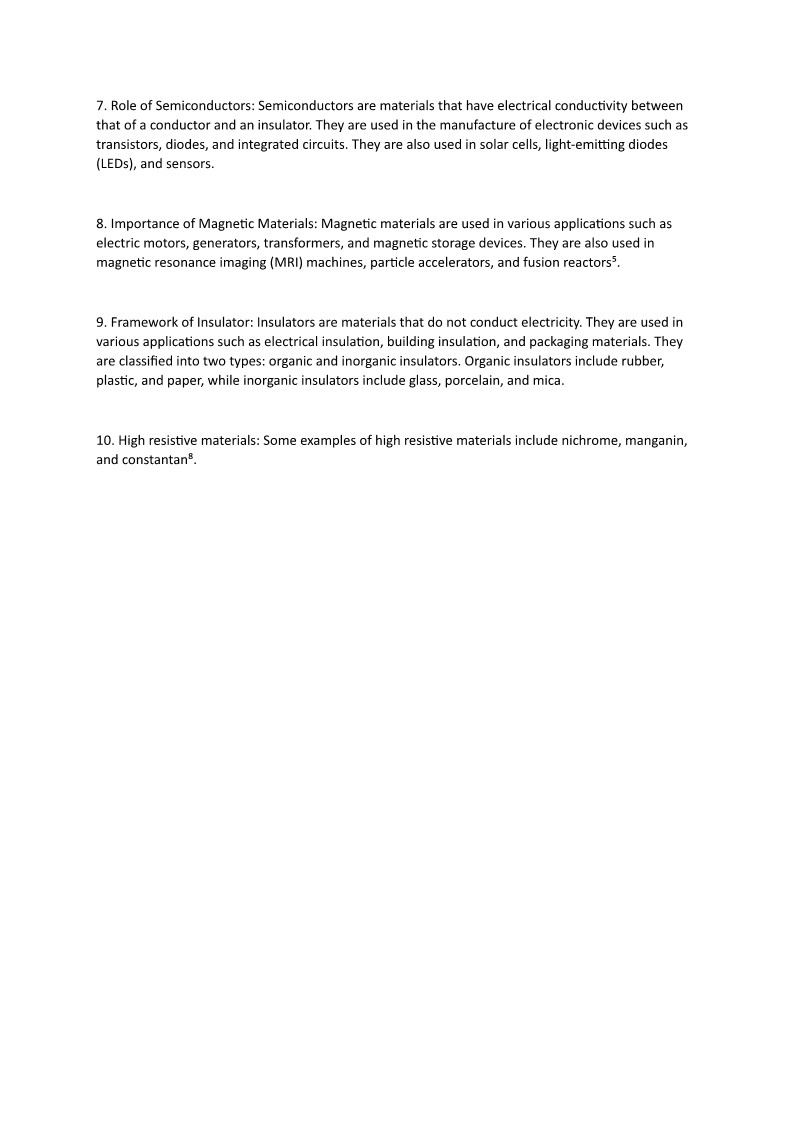 7. Role of Semiconductors: Semiconductors are materials that have electrical conductivity between
that of a conductor and an insulator. They are used in the manufacture of electronic devices such as
transistors, diodes, and integrated circuits. They are also used in solar cells, light-emitting diodes
(LEDs), and sensors.
8. Importance of Magnetic Materials: Magnetic materials are used in various applications such as
electric motors, generators, transformers, and magnetic storage devices. They are also used in
magnetic resonance imaging (MRI) machines, particle accelerators, and fusion reactors⁵.
9. Framework of Insulator: Insulators are materials that do not conduct electricity. They are used in
various applications such as electrical insulation, building insulation, and packaging materials. They
are classified into two types: organic and inorganic insulators. Organic insulators include rubber,
plastic, and paper, while inorganic insulators include glass, porcelain, and mica.
10. High resistive materials: Some examples of high resistive materials include nichrome, manganin,
and constantan⁸.